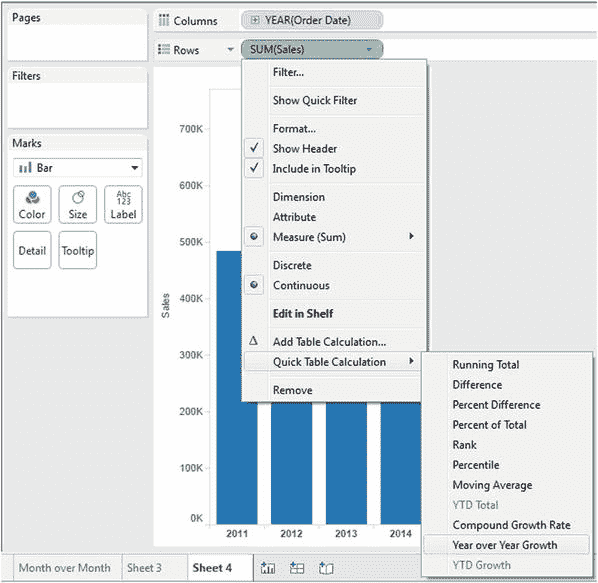 Pages
Columns
YEAR(Order Date)
Rows
SUM(Sales)
Filters
Marks
Bar
Color
Size
Abc
123
Label
Detail
Tooltip
Filter...
Show Quick Filter
Format...
Show Header
Include in Tooltip
Dimension
Attribute
Measure (Sum)
Discrete
Continuous
Edit in Shelf
Add Table Calculation...
Quick Table Calculation
Remove
Running Total
Difference
Percent Difference
Percent of Total
Rank
Percentile
Moving Average
YTD Total
Compound Growth Rate
Year over Year Growth
YTD Growth
Sales
700K
600K
500K
400K
300K
200K
100K
0K
2011
2012
2013
2014
Month over Month
Sheet 3
Sheet 4